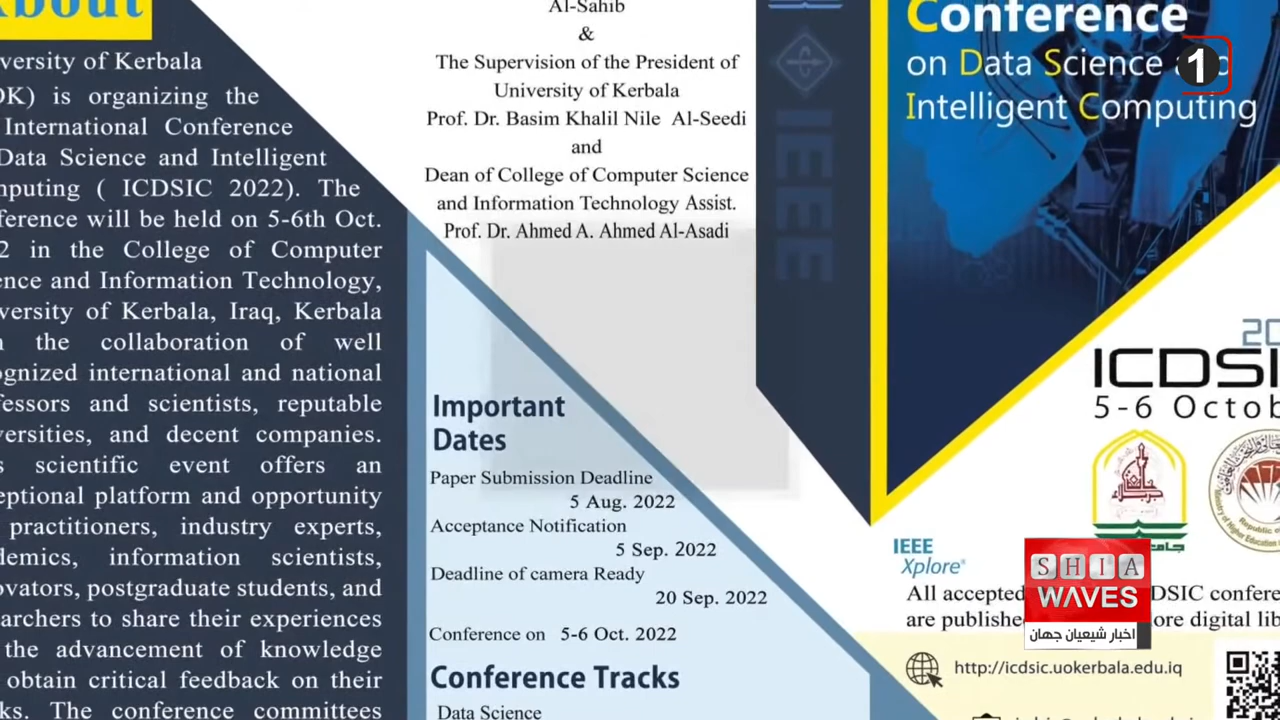 About
versity of Kerbala
OK) is organizing the
International Conference
Data Science and Intelligent
mputing ( ICDSIC 2022). The
nference will be held on 5-6th Oct.
2 in the College of Computer
ence and Information Technology,
versity of Kerbala, Iraq, Kerbala
the collaboration of well
ognized international and national
fessors and scientists, reputable
versities, and decent companies.
s scientific event offers an
eptional platform and opportunity
practitioners, industry experts,
demics, information scientists,
ovators, postgraduate students, and
earchers to share their experiences
the advancement of knowledge
obtain critical feedback on their
ks. The conference committees
Al-Sahib
&
The Supervision of the President of
University of Kerbala
Prof. Dr. Basim Khalil Nile Al-Seedi
and
Dean of College of Computer Science
and Information Technology Assist.
Prof. Dr. Ahmed A. Ahmed Al-Asadi
Important
Dates
Paper Submission Deadline
5 Aug. 2022
Acceptance Notification
5 Sep. 2022
Deadline of camera Ready
20 Sep. 2022
Conference on 5-6 Oct. 2022
Conference Tracks
Data Science
IEEE
Conference
on Data Science and
Intelligent Computing
1
20
ICDSI
5-6 Octob
IEEE
Xplore®
All accepted DSIC confere
are publishe ore digital lib
http://icdsic.uokerbala.edu.iq
SHIA
WAVES
اخبار شیعیان جهان